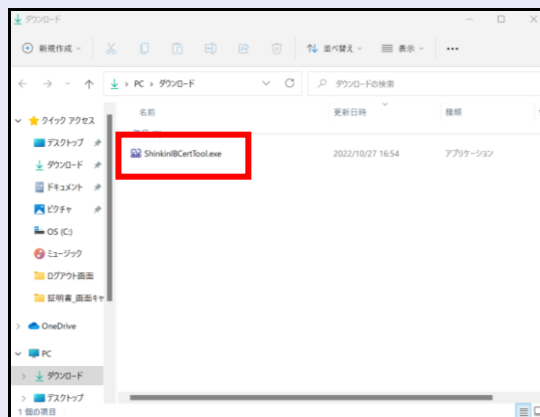 ダウンロード
新規作成
並べ替え
表示
PC > ダウンロード
ダウンロードの検索
名前
更新日時
種類
クイック アクセス
デスクトップ
ShinkinIBCertTool.exe
2022/10/27 16:54
アプリケーション
ダウンロード
ドキュメント
ピクチャ
OS (C:)
ミュージック
ログアウト画面
証明書_画面キャ
OneDrive
PC
ダウンロード
デスクトップ
1 個の項目